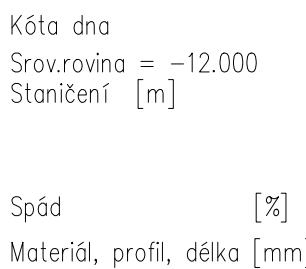 Kóta dna
Srov.rovina = -12.000
Staničení [m]
Spád [%]
Materiál, profil, délka [mm]